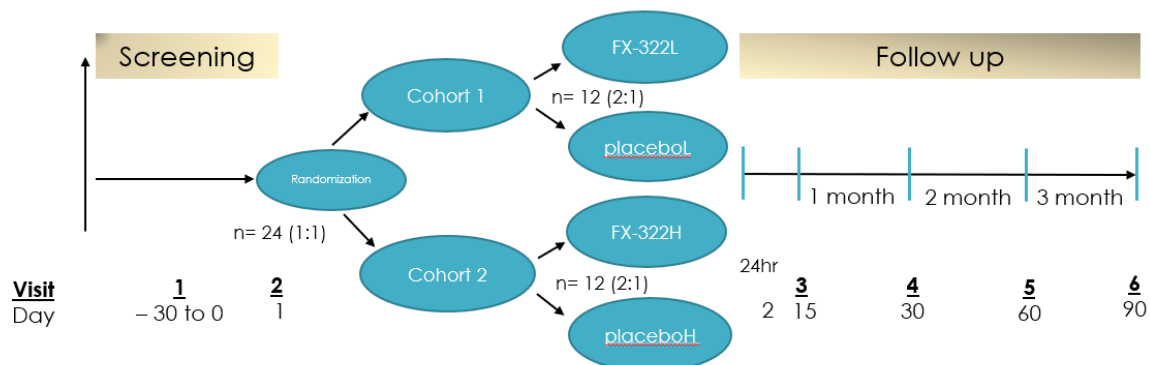 Screening
Follow up
FX-322L
Cohort 1
n= 12 (2:1)
placeboL
Randomization
1 month
2 month
3 month
n= 24 (1:1)
FX-322H
Cohort 2
n= 12 (2:1)
placeboH
24hr
Visit 1 2 3 4 5 6
Day – 30 to 0 1 2 15 30 60 90